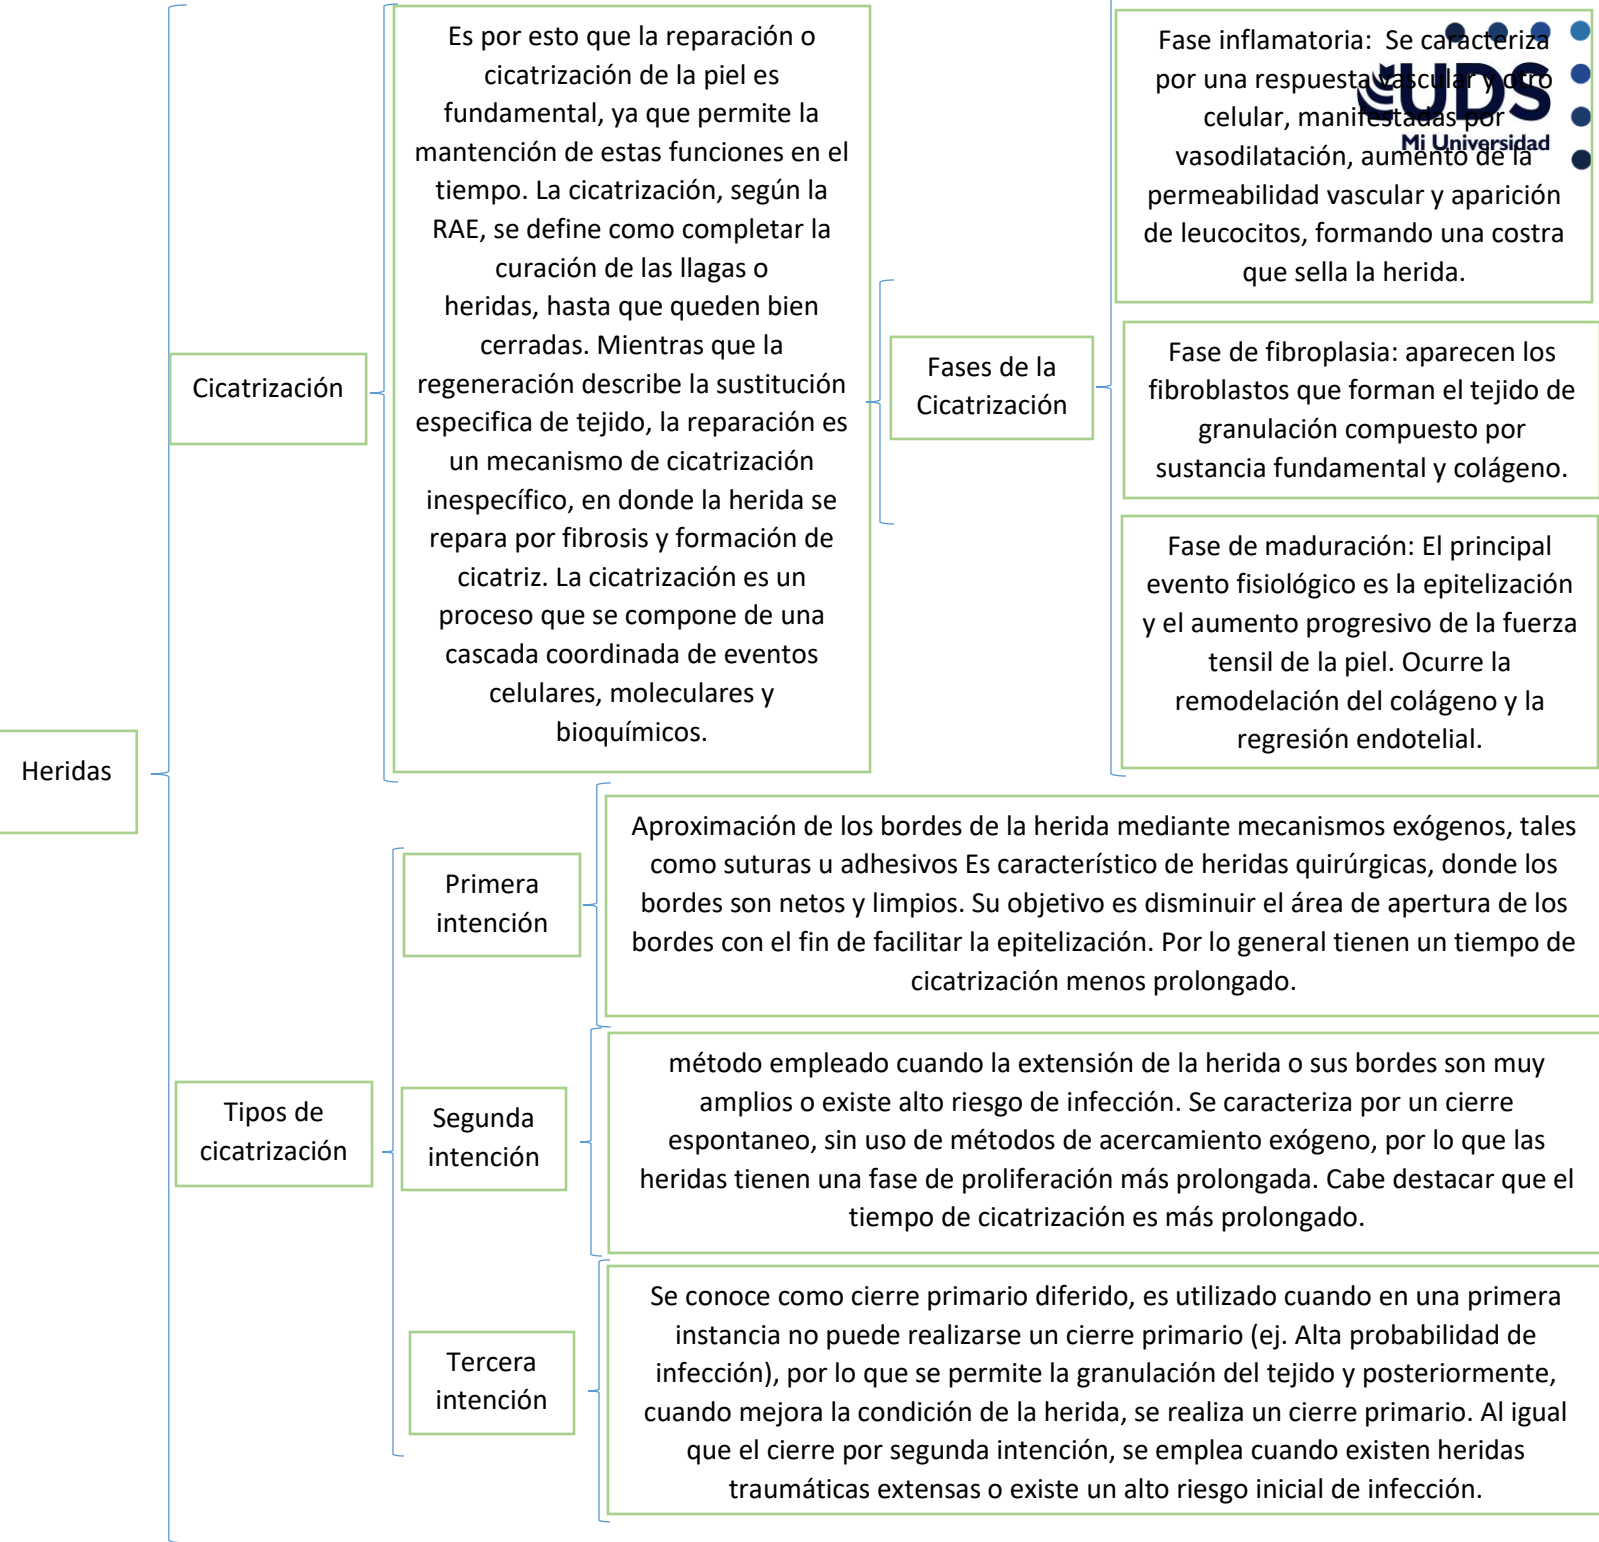 Heridas
Cicatrización
Es por esto que la reparación o
cicatrización de la piel es
fundamental, ya que permite la
mantención de estas funciones en el
tiempo. La cicatrización, según la
RAE, se define como completar la
curación de las llagas o
heridas, hasta que queden bien
cerradas. Mientras que la
regeneración describe la sustitución
especifica de tejido, la reparación es
un mecanismo de cicatrización
inespecífico, en donde la herida se
repara por fibrosis y formación de
cicatriz. La cicatrización es un
proceso que se compone de una
cascada coordinada de eventos
celulares, moleculares y
bioquímicos.
Fases de la
Cicatrización
Fase inflamatoria:  Se caracteriza
por una respuesta vascular y otro
celular, manifestadas por
vasodilatación, aumento de la
permeabilidad vascular y aparición
de leucocitos, formando una costra
que sella la herida.
UDS
Mi Universidad
Fase de fibroplasia: aparecen los
fibroblastos que forman el tejido de
granulación compuesto por
sustancia fundamental y colágeno.
Fase de maduración: El principal
evento fisiológico es la epitelización
y el aumento progresivo de la fuerza
tensil de la piel. Ocurre la
remodelación del colágeno y la
regresión endotelial.
Tipos de
cicatrización
Primera
intención
Aproximación de los bordes de la herida mediante mecanismos exógenos, tales
como suturas u adhesivos Es característico de heridas quirúrgicas, donde los
bordes son netos y limpios. Su objetivo es disminuir el área de apertura de los
bordes con el fin de facilitar la epitelización. Por lo general tienen un tiempo de
cicatrización menos prolongado.
Segunda
intención
método empleado cuando la extensión de la herida o sus bordes son muy
amplios o existe alto riesgo de infección. Se caracteriza por un cierre
espontaneo, sin uso de métodos de acercamiento exógeno, por lo que las
heridas tienen una fase de proliferación más prolongada. Cabe destacar que el
tiempo de cicatrización es más prolongado.
Tercera
intención
Se conoce como cierre primario diferido, es utilizado cuando en una primera
instancia no puede realizarse un cierre primario (ej. Alta probabilidad de
infección), por lo que se permite la granulación del tejido y posteriormente,
cuando mejora la condición de la herida, se realiza un cierre primario. Al igual
que el cierre por segunda intención, se emplea cuando existen heridas
traumáticas extensas o existe un alto riesgo inicial de infección.